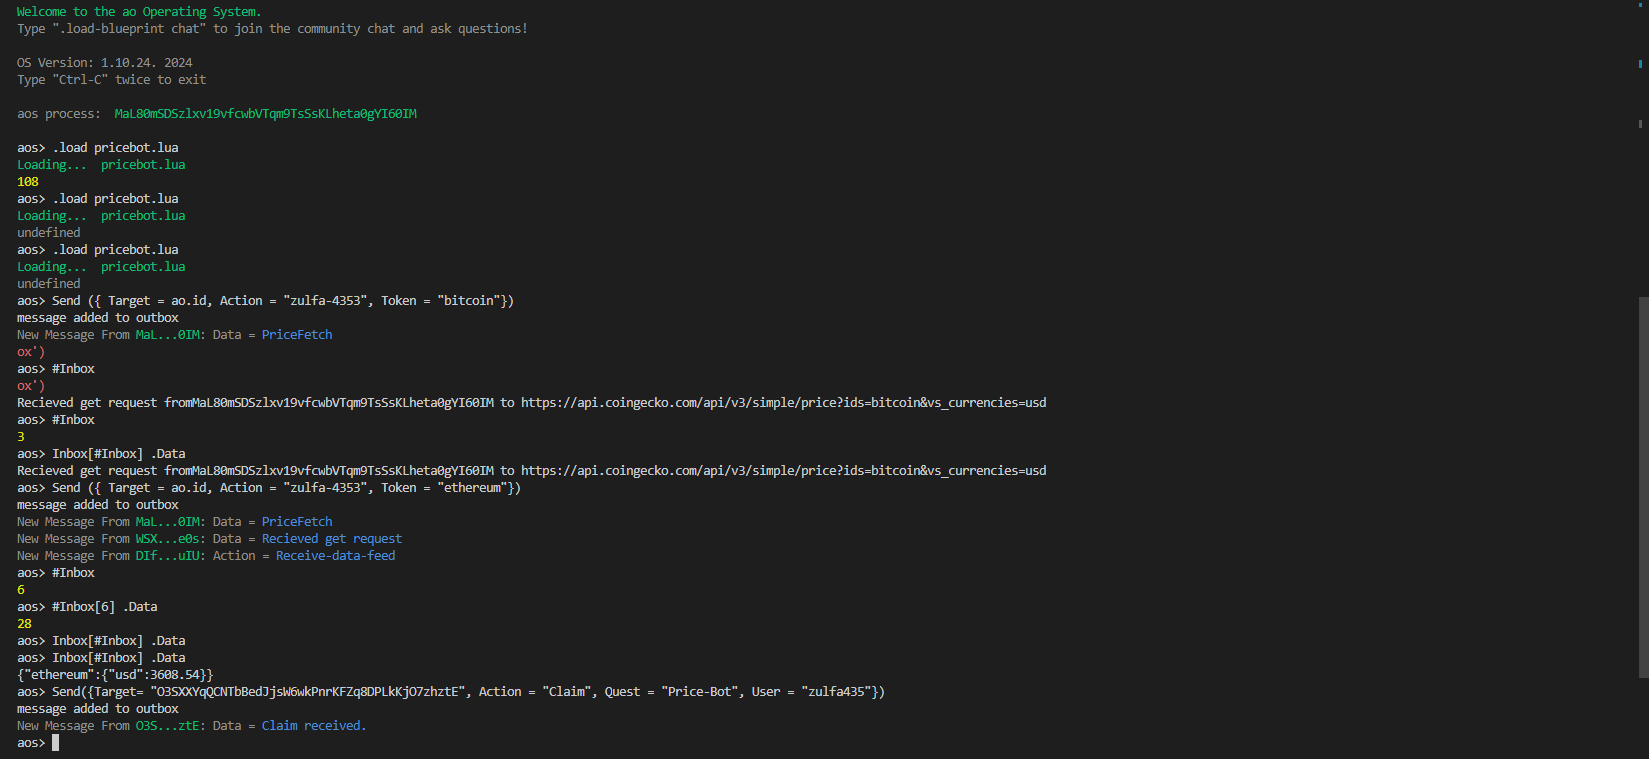 Welcome to the ao Operating System.
Type ".load-blueprint chat" to join the community chat and ask questions!
OS Version: 1.10.24. 2024
Type "Ctrl-C" twice to exit
aos process:  MaL80mSDSzlxv19vfcwbVTqm9TsSsKLheta0gYI60IM
aos> .load pricebot.lua
Loading...  pricebot.lua
108
aos> .load pricebot.lua
Loading...  pricebot.lua
undefined
aos> .load pricebot.lua
Loading...  pricebot.lua
undefined
aos> Send ({ Target = ao.id, Action = "zulfa-4353", Token = "bitcoin"})
message added to outbox
New Message From MaL...0IM: Data = PriceFetch
ox')
aos> #Inbox
ox')
Recieved get request fromMaL80mSDSzlxv19vfcwbVTqm9TsSsKLheta0gYI60IM to https://api.coingecko.com/api/v3/simple/price?ids=bitcoin&vs_currencies=usd
aos> #Inbox
3
aos> Inbox[#Inbox] .Data
Recieved get request fromMaL80mSDSzlxv19vfcwbVTqm9TsSsKLheta0gYI60IM to https://api.coingecko.com/api/v3/simple/price?ids=bitcoin&vs_currencies=usd
aos> Send ({ Target = ao.id, Action = "zulfa-4353", Token = "ethereum"})
message added to outbox
New Message From MaL...0IM: Data = PriceFetch
New Message From WSX...e0s: Data = Recieved get request
New Message From DIf...uIU: Action = Receive-data-feed
aos> #Inbox
6
aos> #Inbox[6] .Data
28
aos> Inbox[#Inbox] .Data
aos> Inbox[#Inbox] .Data
{"ethereum":{"usd":3608.54}}
aos> Send({Target= "O3SXXYqQCNTbBedJjsW6wkPnrKFZq8DPLkKjO7zhztE", Action = "Claim", Quest = "Price-Bot", User = "zulfa435"})
message added to outbox
New Message From O3S...ztE: Data = Claim received.
aos>